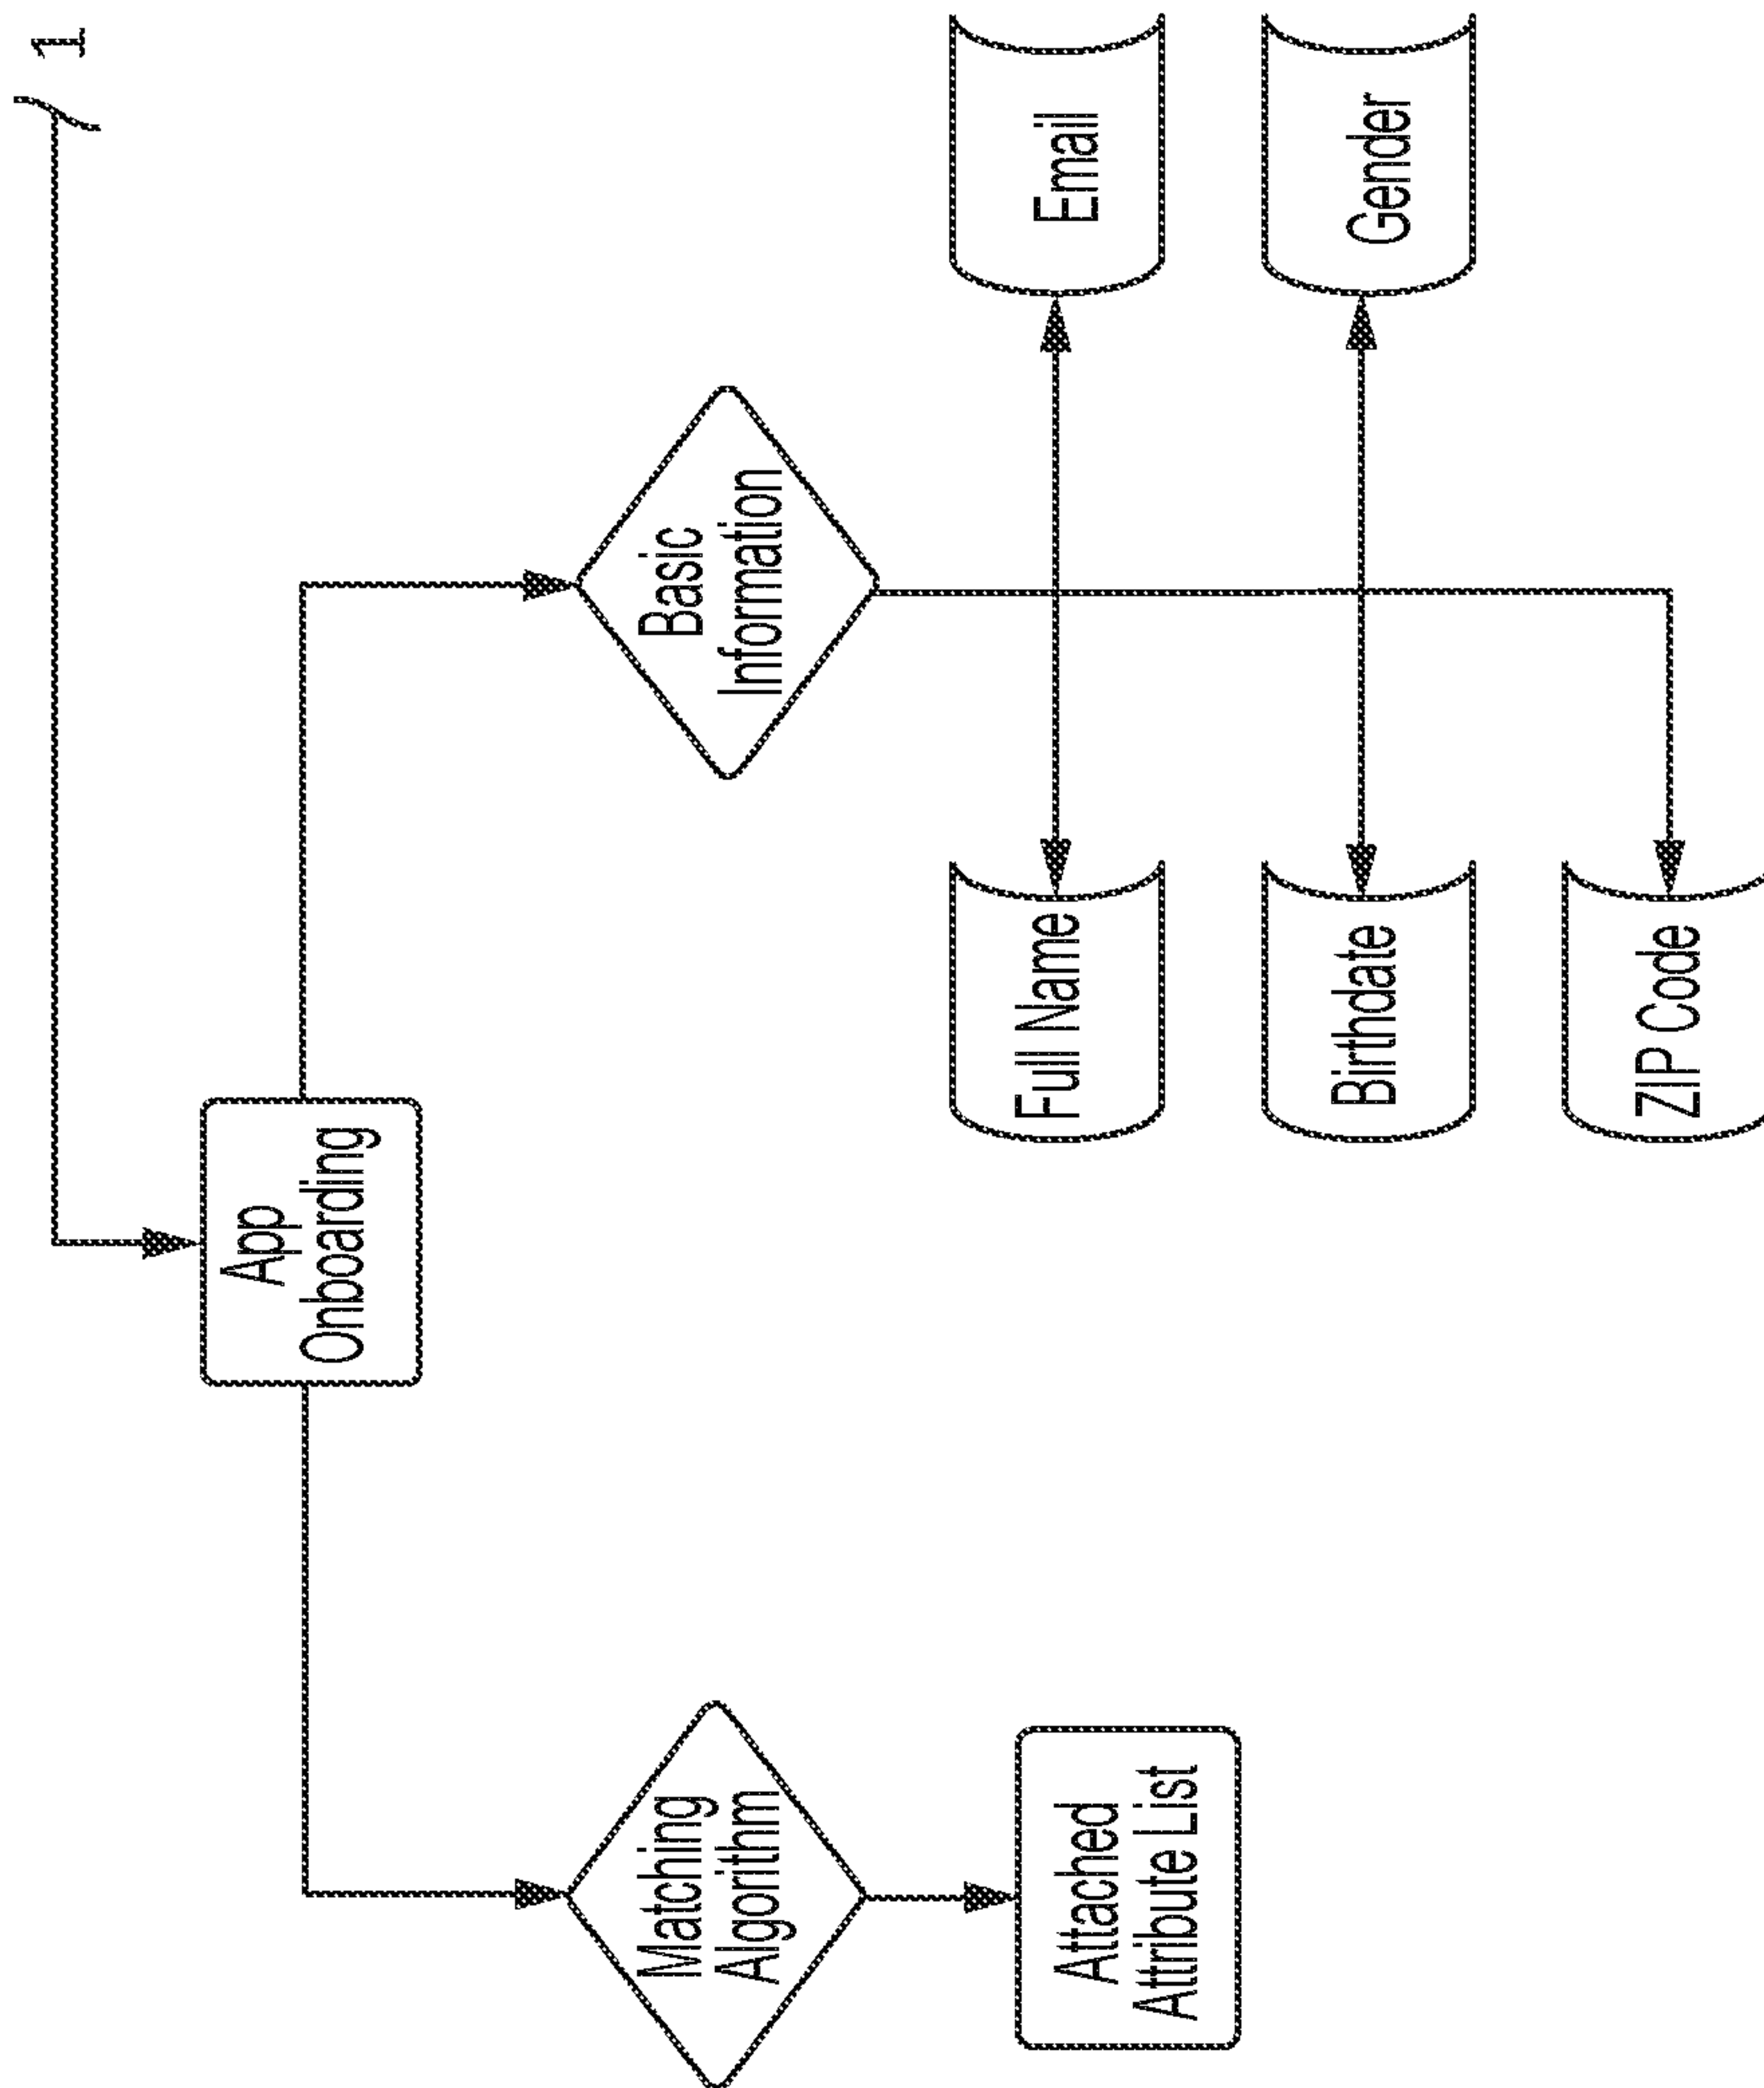 1
App
Onboarding
Matching
Algorithm
Basic
Information
Attached
Attribute List
Full Name
Email
Birthdate
Gender
ZIP Code